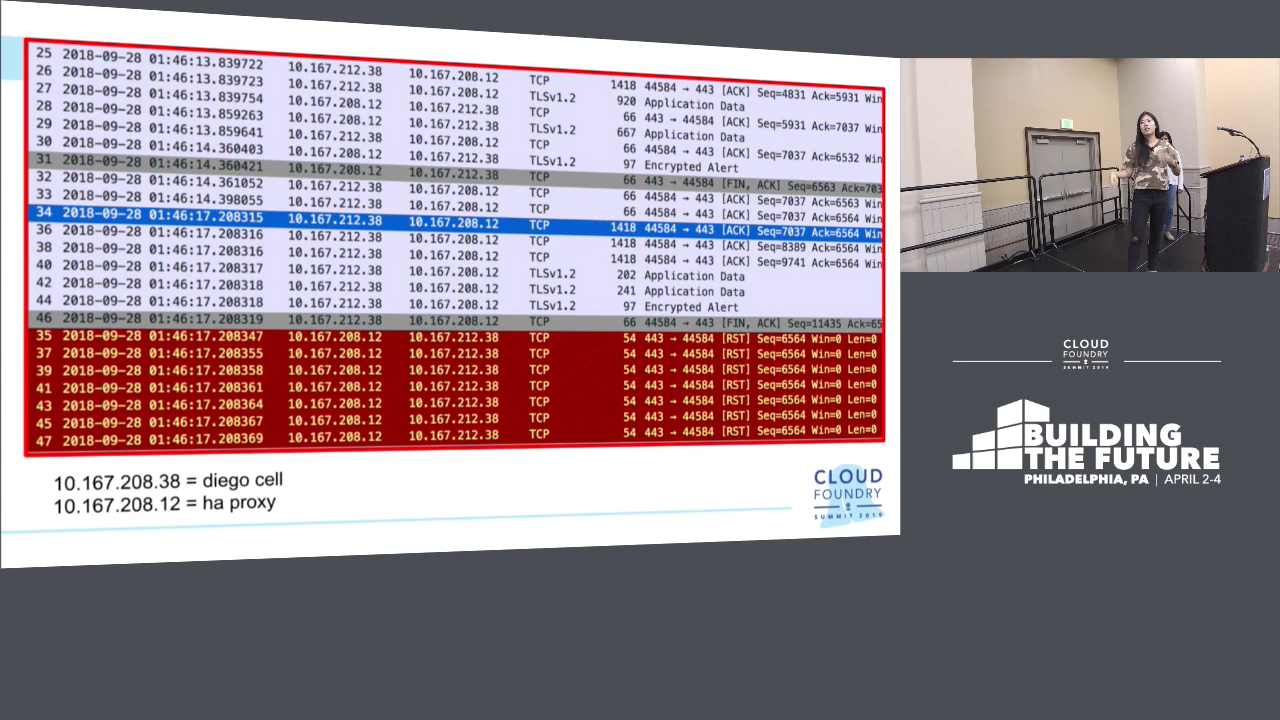 25 2018-09-28 01:46:13.839722 10.167.212.38 10.167.208.12 TCP 1418 44584 → 443 [ACK] Seq=4831 Ack=5931 Win
26 2018-09-28 01:46:13.839723 10.167.212.38 10.167.208.12 TLSv1.2 920 Application Data
27 2018-09-28 01:46:13.839754 10.167.208.12 10.167.212.38 TCP 66 443 → 44584 [ACK] Seq=5931 Ack=7037 Win
28 2018-09-28 01:46:13.859263 10.167.208.12 10.167.212.38 TLSv1.2 667 Application Data
29 2018-09-28 01:46:13.859641 10.167.212.38 10.167.208.12 TCP 66 44584 → 443 [ACK] Seq=7037 Ack=6532 Win
30 2018-09-28 01:46:14.360403 10.167.208.12 10.167.212.38 TLSv1.2 97 Encrypted Alert
31 2018-09-28 01:46:14.360421 10.167.208.12 10.167.212.38 TCP 66 443 → 44584 [FIN, ACK] Seq=6563 Ack=703
32 2018-09-28 01:46:14.361052 10.167.212.38 10.167.208.12 TCP 66 44584 → 443 [ACK] Seq=7037 Ack=6563 Win
33 2018-09-28 01:46:14.398055 10.167.212.38 10.167.208.12 TCP 66 44584 → 443 [ACK] Seq=7037 Ack=6564 Win
34 2018-09-28 01:46:17.208315 10.167.212.38 10.167.208.12 TCP 1418 44584 → 443 [ACK] Seq=7037 Ack=6564 Win
36 2018-09-28 01:46:17.208316 10.167.212.38 10.167.208.12 TCP 1418 44584 → 443 [ACK] Seq=8389 Ack=6564 Win
38 2018-09-28 01:46:17.208316 10.167.212.38 10.167.208.12 TCP 1418 44584 → 443 [ACK] Seq=9741 Ack=6564 Win
40 2018-09-28 01:46:17.208317 10.167.212.38 10.167.208.12 TLSv1.2 202 Application Data
42 2018-09-28 01:46:17.208318 10.167.212.38 10.167.208.12 TLSv1.2 241 Application Data
44 2018-09-28 01:46:17.208318 10.167.212.38 10.167.208.12 TLSv1.2 97 Encrypted Alert
46 2018-09-28 01:46:17.208319 10.167.212.38 10.167.208.12 TCP 66 44584 → 443 [FIN, ACK] Seq=11435 Ack=65
35 2018-09-28 01:46:17.208347 10.167.208.12 10.167.212.38 TCP 54 443 → 44584 [RST] Seq=6564 Win=0 Len=0
37 2018-09-28 01:46:17.208355 10.167.208.12 10.167.212.38 TCP 54 443 → 44584 [RST] Seq=6564 Win=0 Len=0
39 2018-09-28 01:46:17.208358 10.167.208.12 10.167.212.38 TCP 54 443 → 44584 [RST] Seq=6564 Win=0 Len=0
41 2018-09-28 01:46:17.208361 10.167.208.12 10.167.212.38 TCP 54 443 → 44584 [RST] Seq=6564 Win=0 Len=0
43 2018-09-28 01:46:17.208364 10.167.208.12 10.167.212.38 TCP 54 443 → 44584 [RST] Seq=6564 Win=0 Len=0
45 2018-09-28 01:46:17.208367 10.167.208.12 10.167.212.38 TCP 54 443 → 44584 [RST] Seq=6564 Win=0 Len=0
47 2018-09-28 01:46:17.208369 10.167.208.12 10.167.212.38 TCP 54 443 → 44584 [RST] Seq=6564 Win=0 Len=0
10.167.208.38 = diego cell
10.167.208.12 = ha proxy
CLOUD
FOUNDRY
SUMMIT 2019
CLOUD
FOUNDRY
SUMMIT 2019
BUILDING
THE FUTURE
PHILADELPHIA, PA | APRIL 2-4